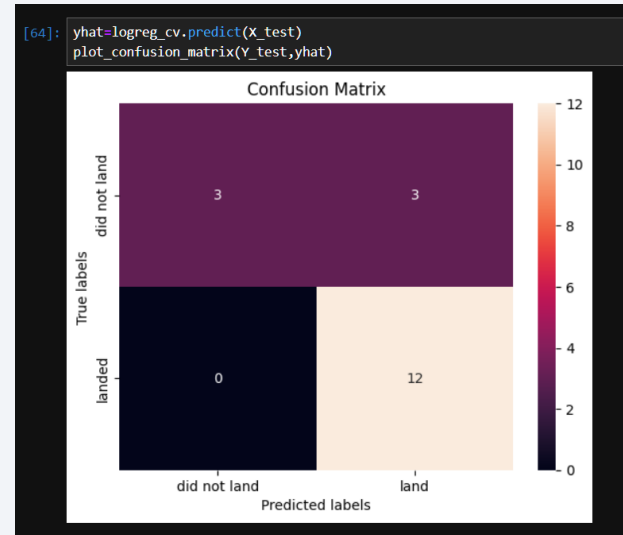 [64]: yhat=logreg_cv.predict(X_test)
plot_confusion_matrix(Y_test,yhat)
Confusion Matrix
12
10
8
6
4
2
0
True labels
did not land
3 3
landed
0 12
did not land land
Predicted labels